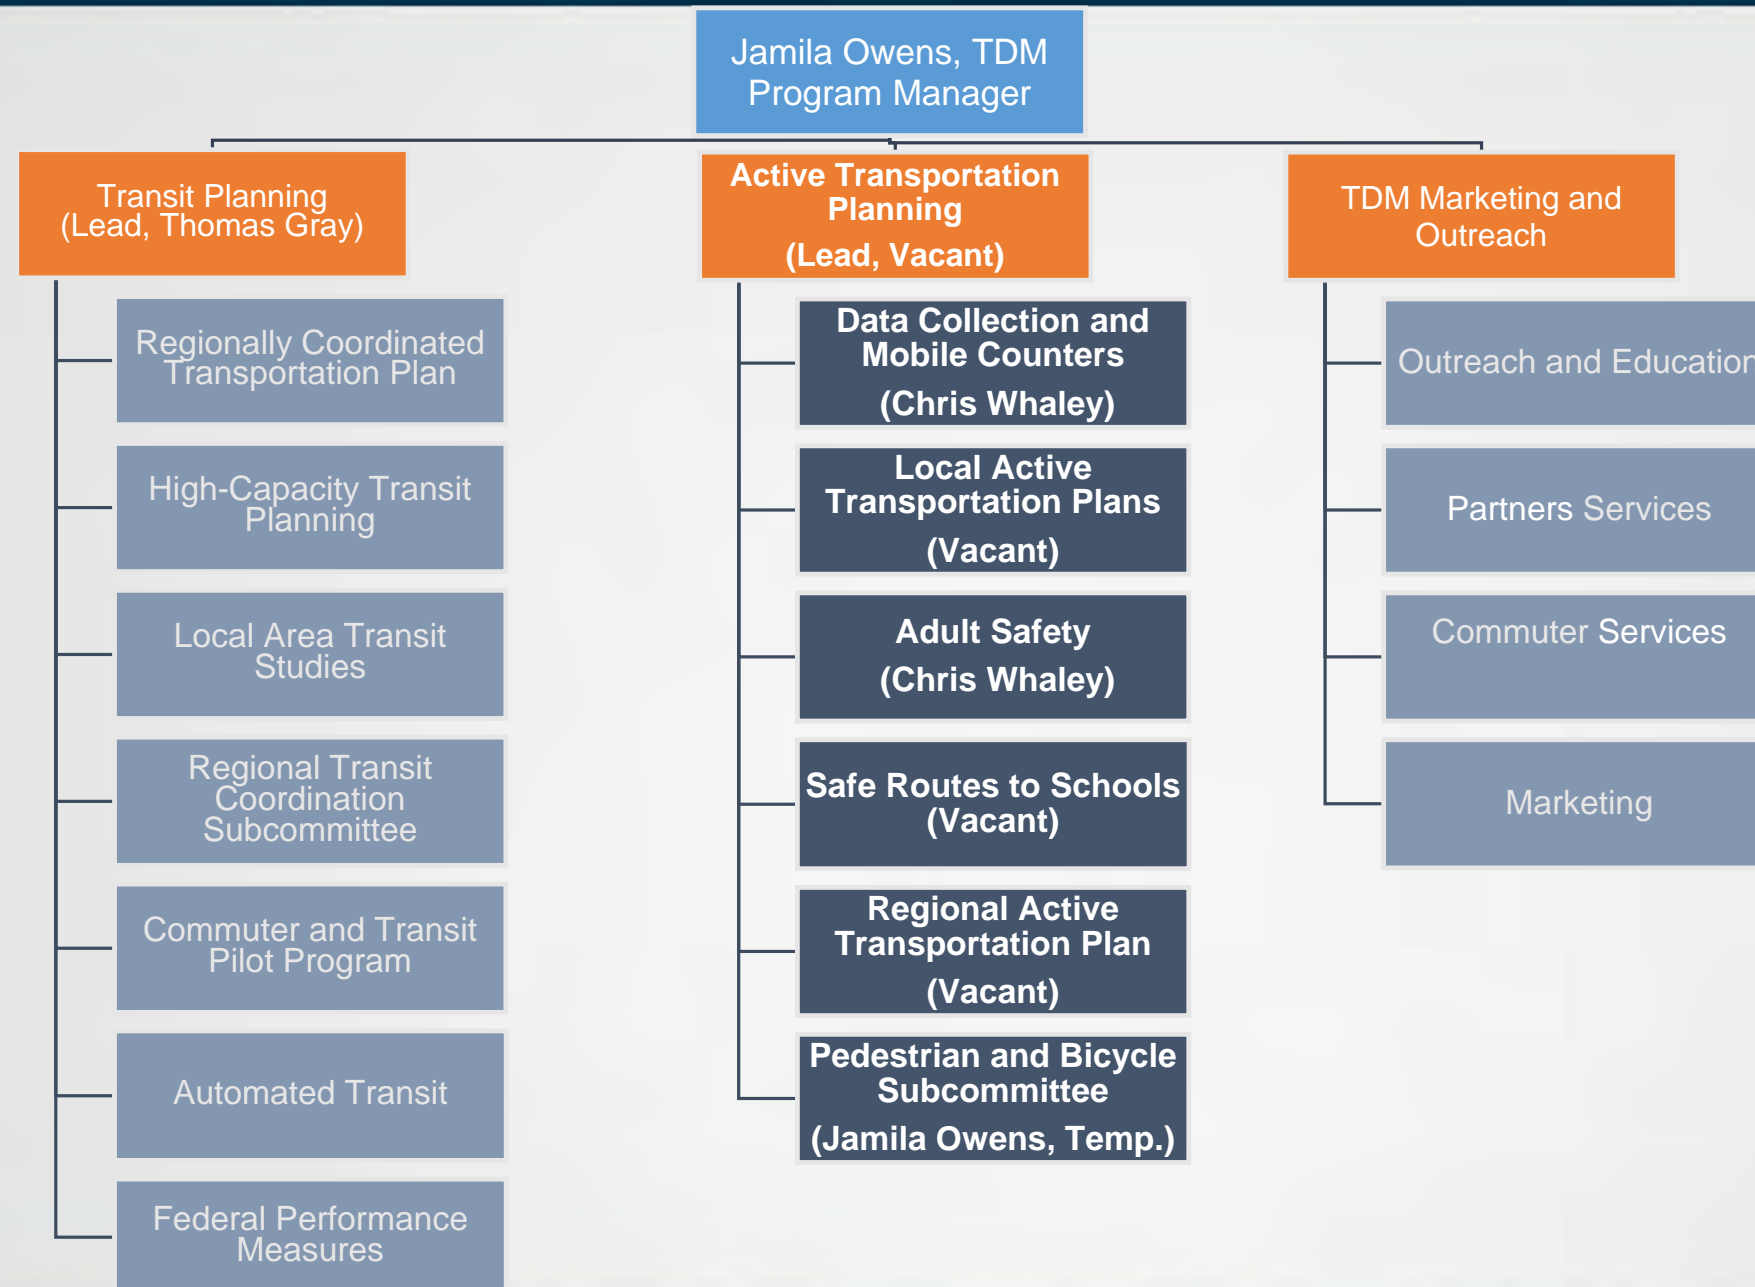 Jamila Owens, TDM
Program Manager
Transit Planning
(Lead, Thomas Gray)
Regionally Coordinated
Transportation Plan
High-Capacity Transit
Planning
Local Area Transit
Studies
Regional Transit
Coordination
Subcommittee
Commuter and Transit
Pilot Program
Automated Transit
Federal Performance
Measures
Active Transportation
Planning
(Lead, Vacant)
Data Collection and
Mobile Counters
(Chris Whaley)
Local Active
Transportation Plans
(Vacant)
Adult Safety
(Chris Whaley)
Safe Routes to Schools
(Vacant)
Regional Active
Transportation Plan
(Vacant)
Pedestrian and Bicycle
Subcommittee
(Jamila Owens, Temp.)
TDM Marketing and
Outreach
Outreach and Education
Partners Services
Commuter Services
Marketing